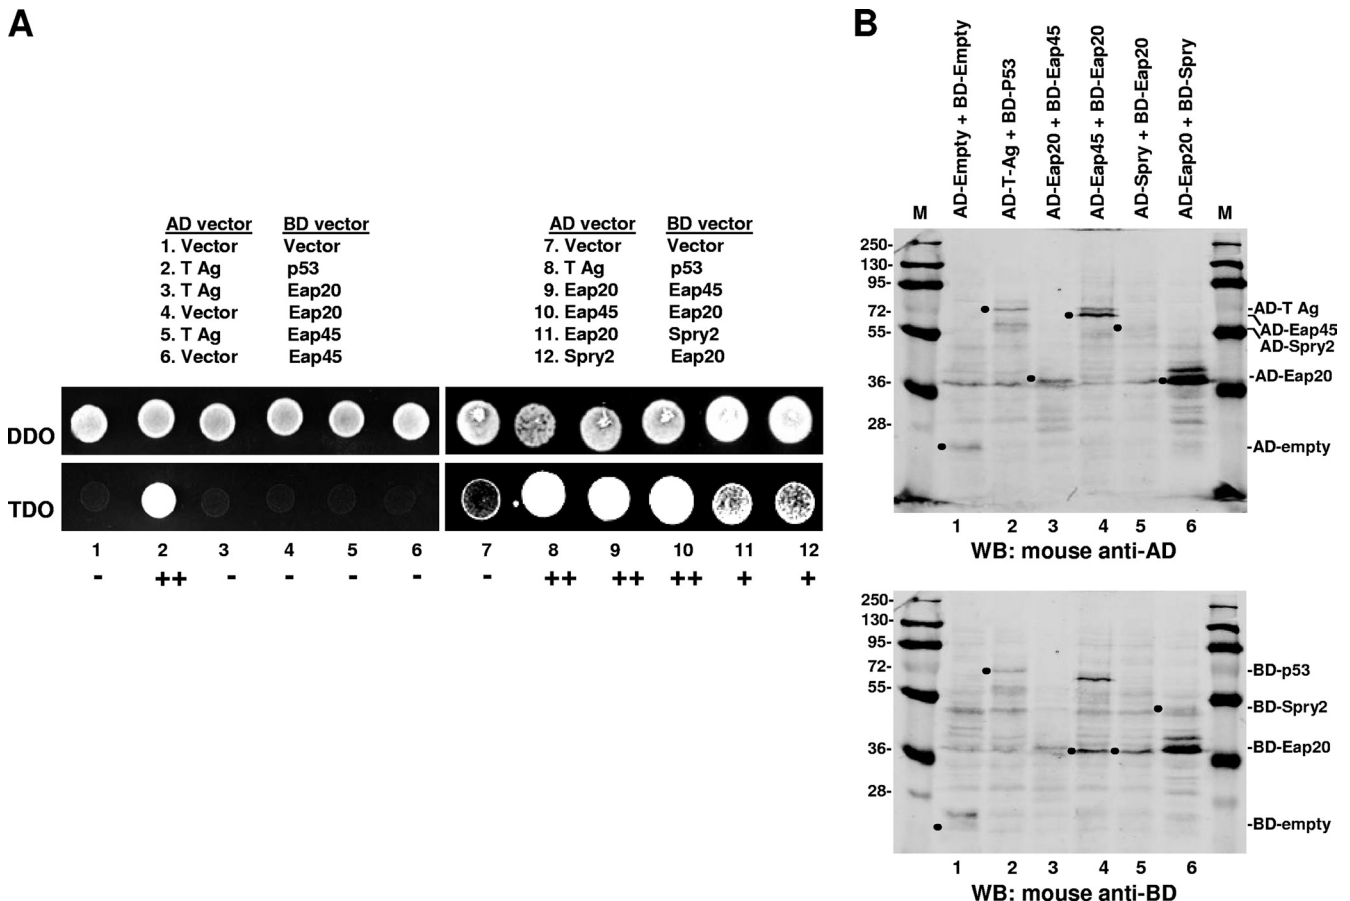 A
AD vector BD vector
1. Vector Vector
2. T Ag p53
3. T Ag Eap20
4. Vector Eap20
5. T Ag Eap45
6. Vector Eap45
AD vector BD vector
7. Vector Vector
8. T Ag p53
9. Eap20 Eap45
10. Eap45 Eap20
11. Eap20 Spry2
12. Spry2 Eap20
DDO
TDO
1 2 3 4 5 6 7 8 9 10 11 12
- ++ - - - - - ++ ++ ++ + +
B
M
AD-Empty + BD-Empty
AD-T-Ag + BD-P53
AD-Eap20 + BD-Eap45
AD-Eap45 + BD-Eap20
AD-Spry + BD-Eap20
AD-Eap20 + BD-Spry
M
250-
130-
95-
72-
55-
36-
28-
-AD-T Ag
-AD-Eap45
AD-Spry2
-AD-Eap20
-AD-empty
1 2 3 4 5 6
WB: mouse anti-AD
250-
130-
95-
72-
55-
36-
28-
-BD-p53
-BD-Spry2
-BD-Eap20
-BD-empty
1 2 3 4 5 6
WB: mouse anti-BD